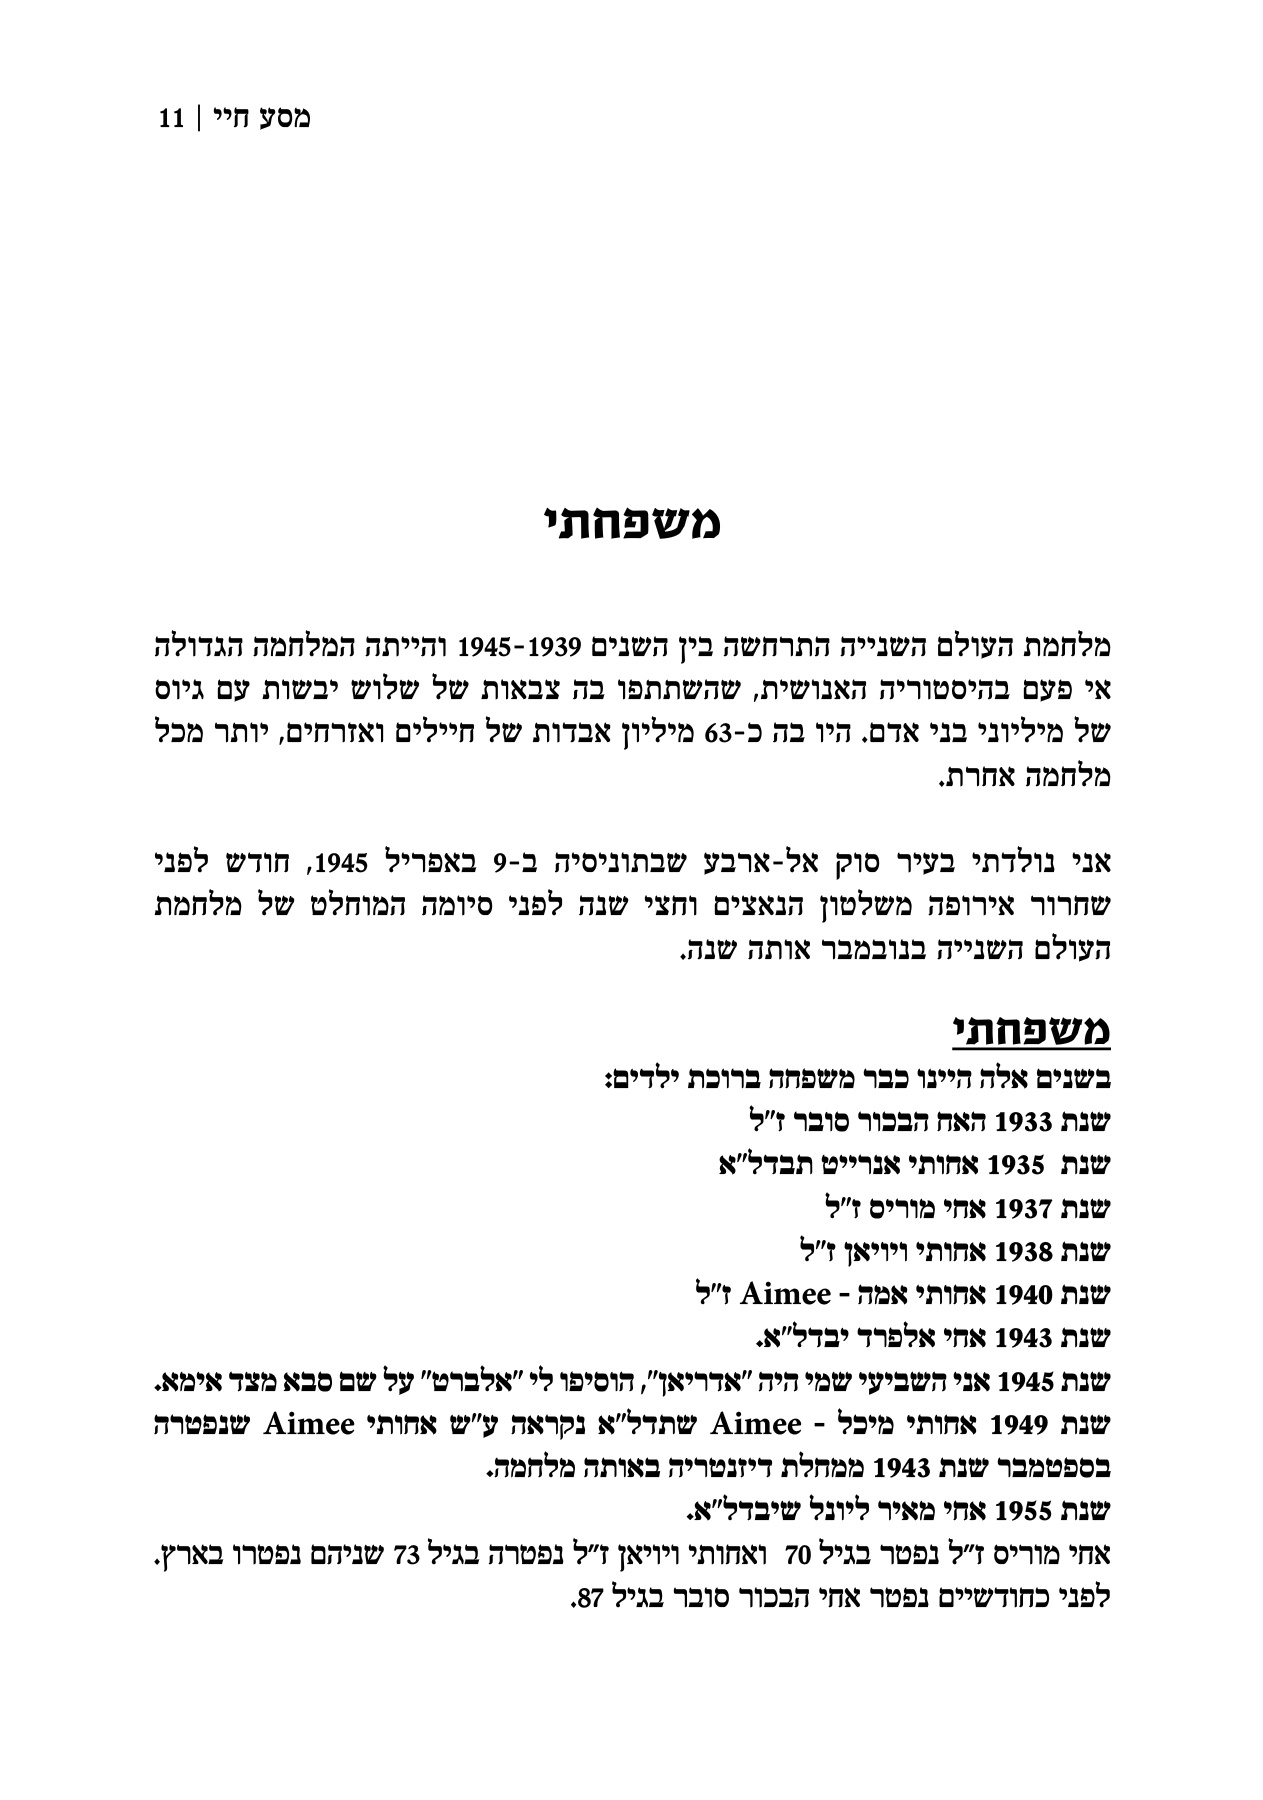 מסע חיי | 11
משפחתי
מלחמת העולם השנייה התרחשה בין השנים 1945-1939 והייתה המלחמה הגדולה
אי פעם בהיסטוריה האנושית, שהשתתפו בה צבאות של שלוש יבשות עם גיוס
של מיליוני בני אדם. היו בה כ-63 מיליון אבדות של חיילים ואזרחים, יותר מכל
מלחמה אחרת.
אני נולדתי בעיר סוק אל-ארבע שבתוניסיה ב-9 באפריל 1945, חודש לפני
שחרור אירופה משלטון הנאצים וחצי שנה לפני סיומה המוחלט של מלחמת
העולם השנייה בנובמבר אותה שנה.
משפחתי
בשנים אלה היינו כבר משפחה ברוכת ילדים:
שנת 1933 האח הבכור סובר ז"ל
שנת 1935 אחותי אנרייט תבדל"א
שנת 1937 אחי מוריס ז"ל
שנת 1938 אחותי ויויאן ז"ל
שנת 1940 אחותי אמה - Aimee ז"ל
שנת 1943 אחי אלפרד יבדל"א.
שנת 1945 אני השביעי שמי היה "אדריאן", הוסיפו לי "אלברט" על שם סבא מצד אימא.
שנת 1949 אחותי מיכל - Aimee שתדל"א נקראה ע"ש אחותי Aimee שנפטרה
בספטמבר שנת 1943 ממחלת דיזנטריה באותה מלחמה.
שנת 1955 אחי מאיר ליונל שיבדל"א.
אחי מוריס ז"ל נפטר בגיל 70 ואחותי ויויאן ז"ל נפטרה בגיל 73 שניהם נפטרו בארץ.
לפני כחודשיים נפטר אחי הבכור סובר בגיל 87.